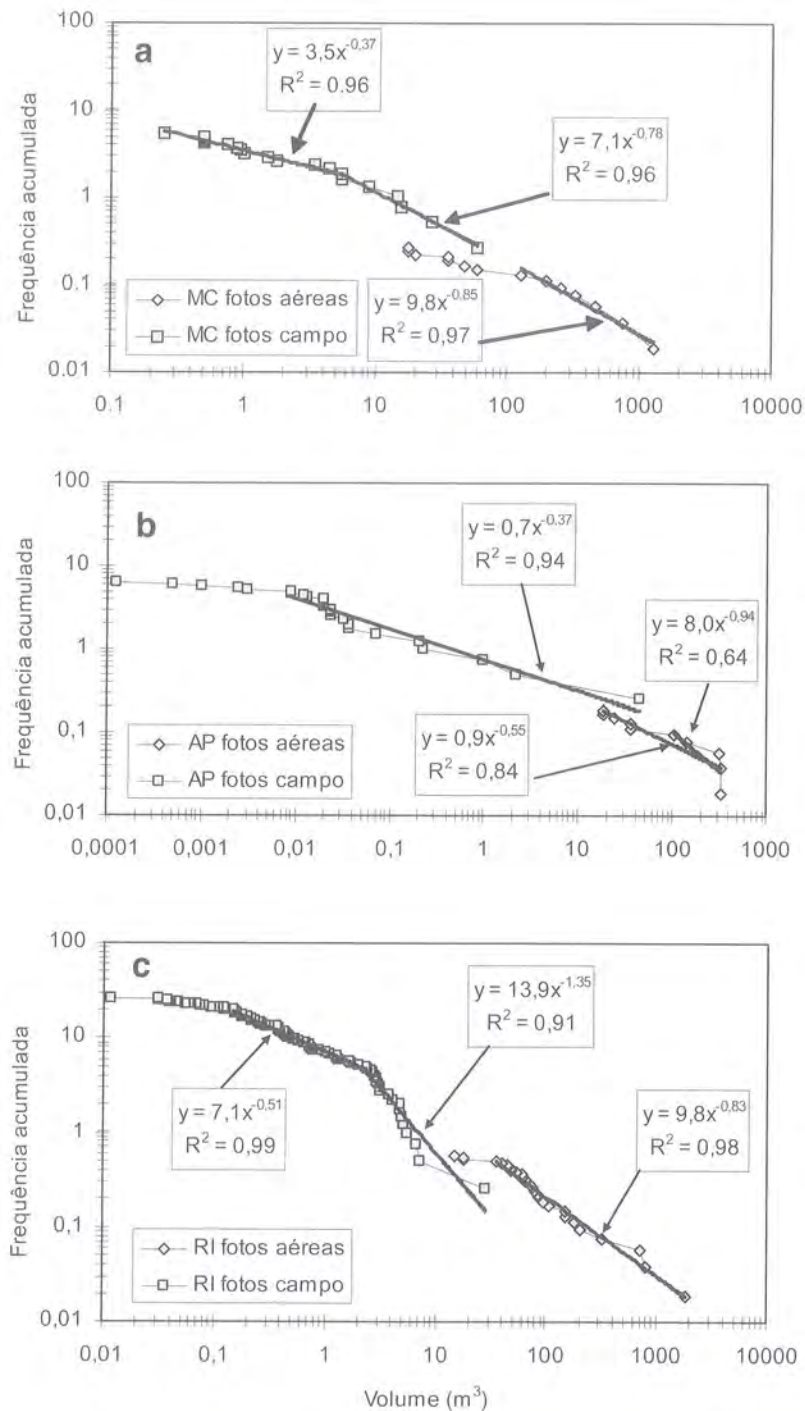 a
y = 3,5x^-0,37
R² = 0.96
y = 7,1x^-0,78
R² = 0,96
y = 9,8x^-0,85
R² = 0,97
MC fotos aéreas
MC fotos campo
Frequência acumulada
100
10
1
0.1
0.01
0.1 1 10 100 1000 10000
b
y = 0,7x^-0,37
R² = 0,94
y = 8,0x^-0,94
R² = 0,64
y = 0,9x^-0,55
R² = 0,84
AP fotos aéreas
AP fotos campo
Frequência acumulada
100
10
1
0,1
0,01
0,0001 0,001 0,01 0,1 1 10 100 1000
c
y = 13,9x^-1,35
R² = 0,91
y = 7,1x^-0,51
R² = 0,99
y = 9,8x^-0,83
R² = 0,98
RI fotos aéreas
RI fotos campo
Frequência acumulada
100
10
1
0,1
0,01
0,01 0,1 1 10 100 1000 10000
Volume (m³)